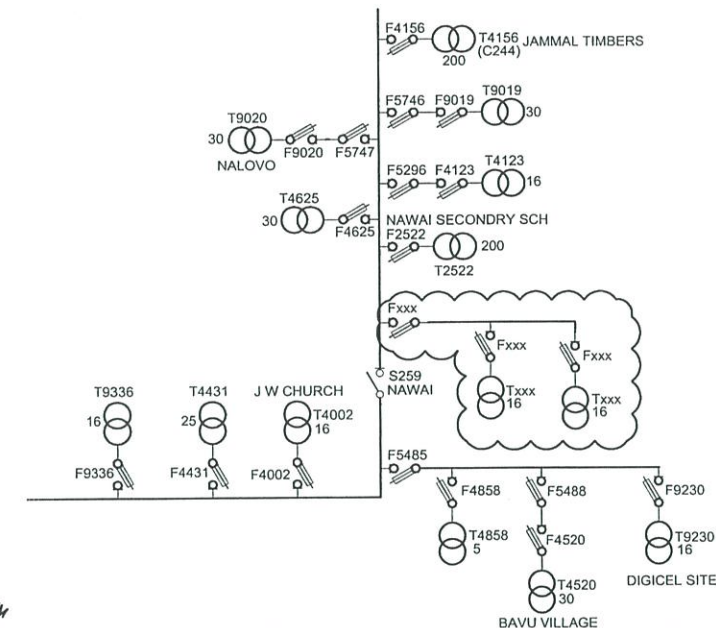 F4156
T4156 JAMMAL TIMBERS
(C244)
200
F5746 F9019 T9019
30
T9020
30
F9020 F5747
NALOVO
F5296 F4123 T4123
16
T4625
30
F4625
NAWAI SECONDRY SCH
F2522
200
T2522
Fxxx
Fxxx
Fxxx
Txxx
16
Txxx
16
S259
NAWAI
T9336
16
F9336
T4431
25
F4431
J W CHURCH
T4002
16
F4002
F5485
F4858
T4858
5
F5488
F4520
T4520
30
BAVU VILLAGE
F9230
T9230
16
DIGICEL SITE